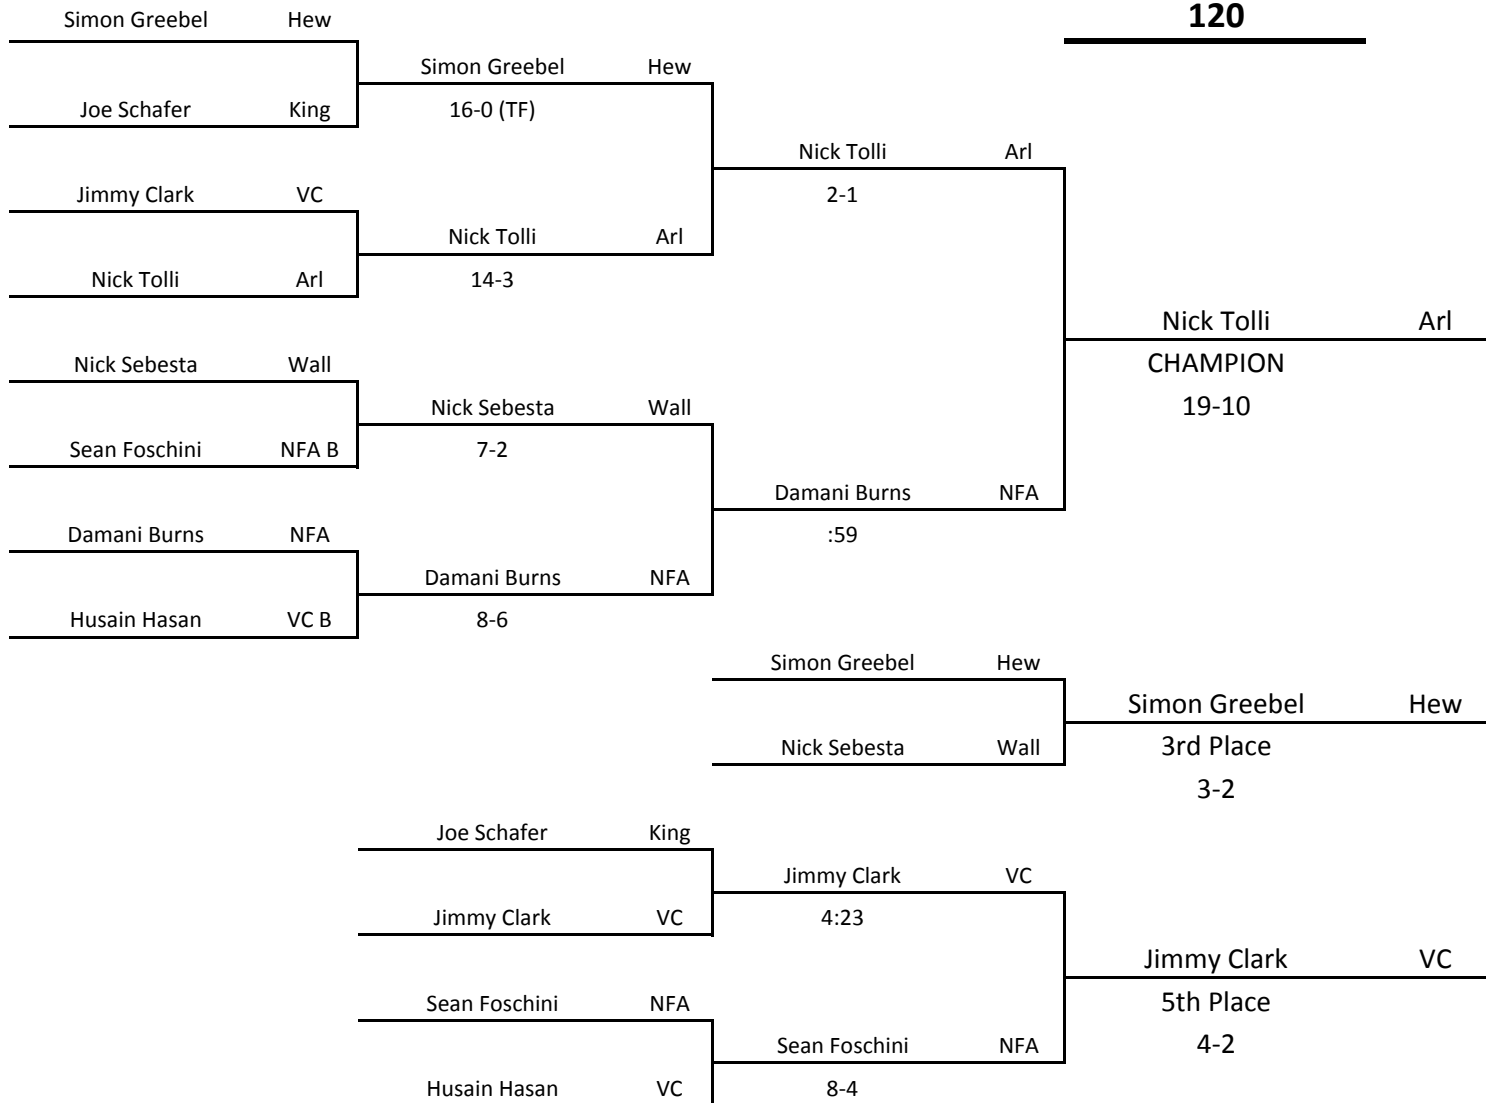 Simon Greebel Hew 120
Simon Greebel Hew
Joe Schafer King 16-0 (TF)
Nick Tolli Arl
Jimmy Clark VC 2-1
Nick Tolli Arl
Nick Tolli Arl 14-3
Nick Tolli Arl
Nick Sebesta Wall CHAMPION
Nick Sebesta Wall 19-10
Sean Foschini NFA B 7-2
Damani Burns NFA
Damani Burns NFA :59
Damani Burns NFA
Husain Hasan VC B 8-6
Simon Greebel Hew
Simon Greebel Hew
Nick Sebesta Wall 3rd Place
3-2
Joe Schafer King
Jimmy Clark VC
Jimmy Clark VC 4:23
Jimmy Clark VC
Sean Foschini NFA 5th Place
Sean Foschini NFA 4-2
Husain Hasan VC 8-4